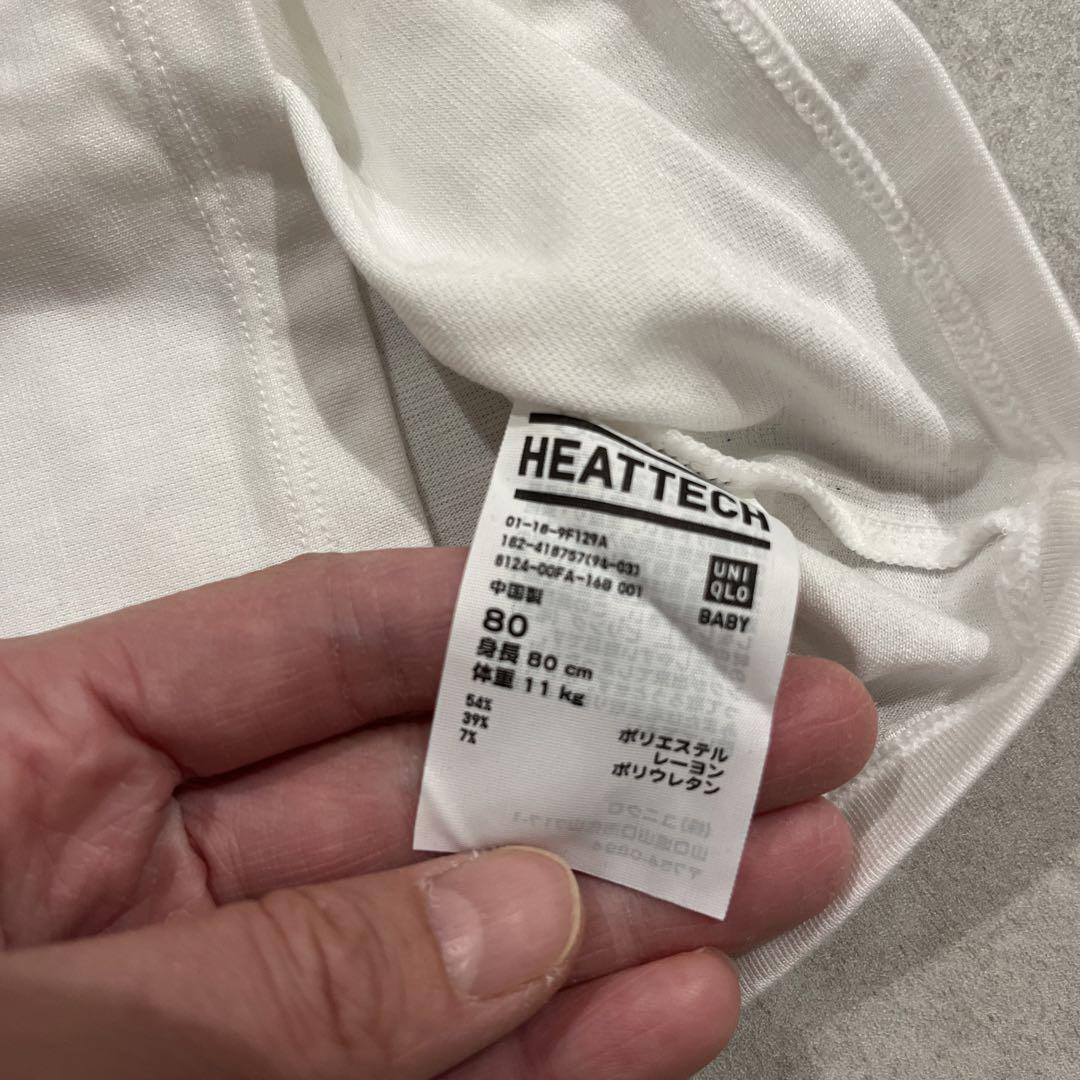 HEATTECH
01-18-9F129A
182-418757(94-03)
8124-00FA-168 001
中国製
UNI
QLO
BABY
80
身長 80 cm
体重 11 kg
54%
39%
7%
ポリエステル
レーヨン
ポリウレタン